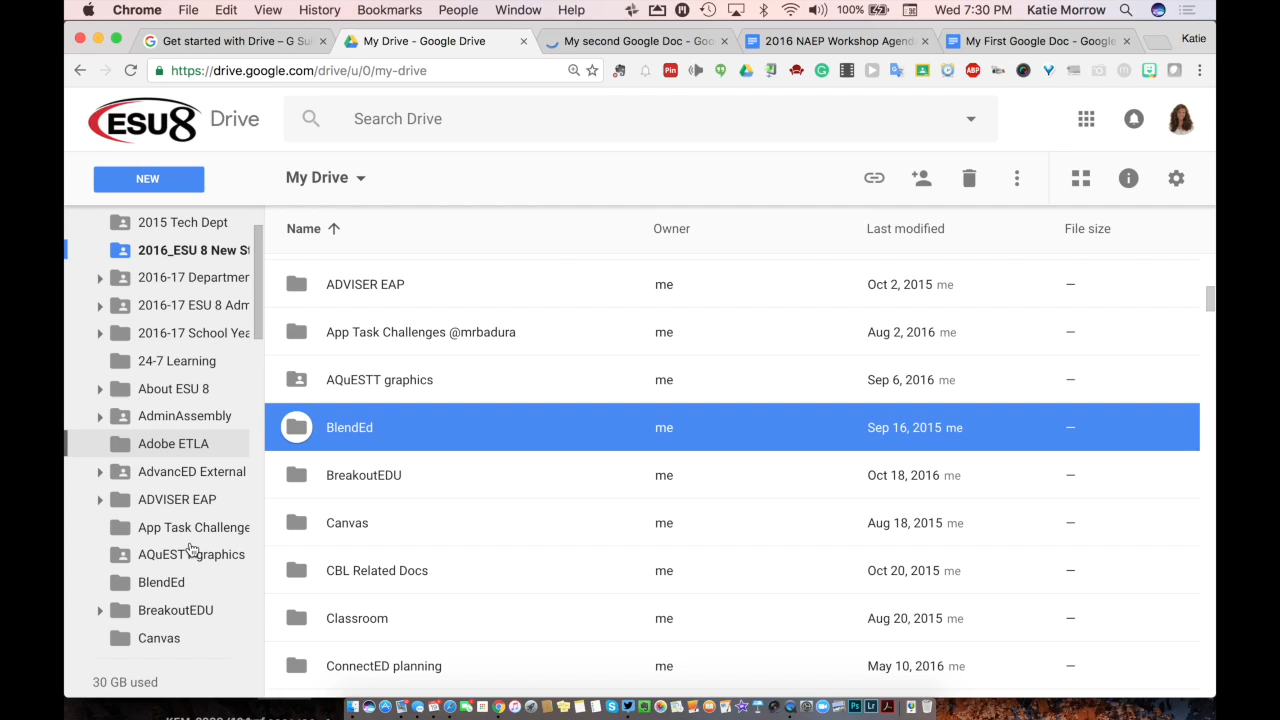 Chrome File Edit View History Bookmarks People Window Help 100% Wed 7:30 PM Katie Morrow
Get started with Drive – G Sui My Drive - Google Drive My second Google Doc - Goo 2016 NAEP Workshop Agend My First Google Doc - Google Katie
https://drive.google.com/drive/u/0/my-drive
ESU8 Drive Search Drive
NEW My Drive
2015 Tech Dept
2016_ESU 8 New St
2016-17 Departmen
2016-17 ESU 8 Adm
2016-17 School Yea
24-7 Learning
About ESU 8
AdminAssembly
Adobe ETLA
AdvancED External
ADVISER EAP
App Task Challenge
AQuESTT graphics
BlendEd
BreakoutEDU
Canvas
30 GB used
Name Owner Last modified File size
ADVISER EAP me Oct 2, 2015 me —
App Task Challenges @mrbadura me Aug 2, 2016 me —
AQuESTT graphics me Sep 6, 2016 me —
BlendEd me Sep 16, 2015 me —
BreakoutEDU me Oct 18, 2016 me —
Canvas me Aug 18, 2015 me —
CBL Related Docs me Oct 20, 2015 me —
Classroom me Aug 20, 2015 me —
ConnectED planning me May 10, 2016 me —